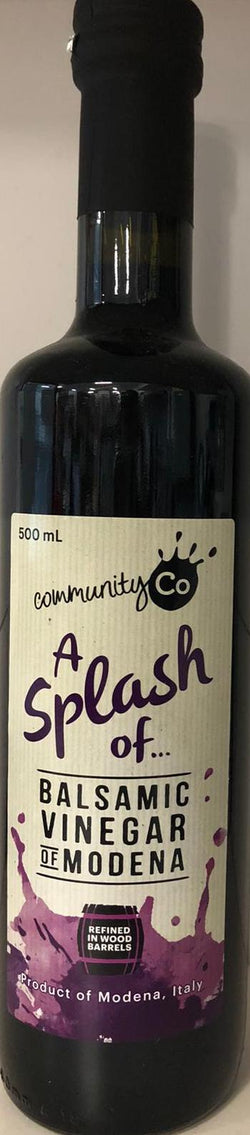 500 mL
community Co
A
Splash
of...
BALSAMIC
VINEGAR
OF MODENA
REFINED
IN WOOD
BARRELS
Product of Modena, Italy